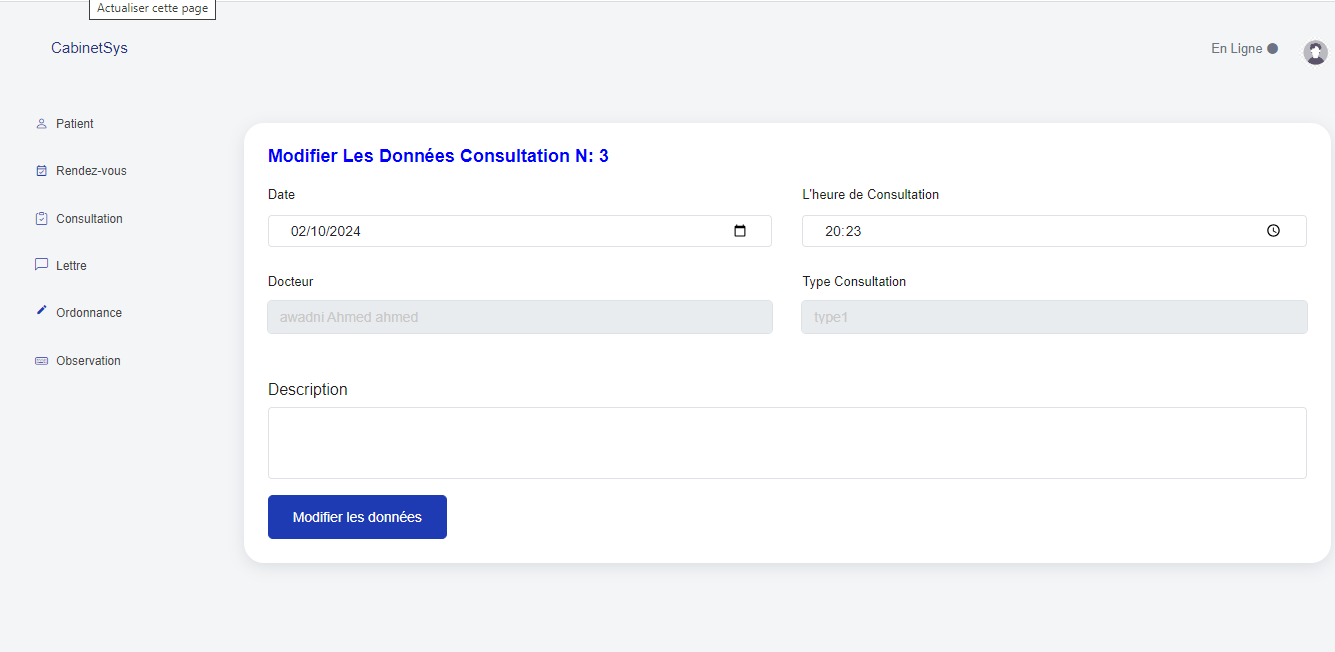 Actualiser cette page
CabinetSys
En Ligne
Patient
Rendez-vous
Consultation
Lettre
Ordonnance
Observation
Modifier Les Données Consultation N: 3
Date
L'heure de Consultation
02/10/2024
20:23
Docteur
Type Consultation
awadni Ahmed ahmed
type1
Description
Modifier les données